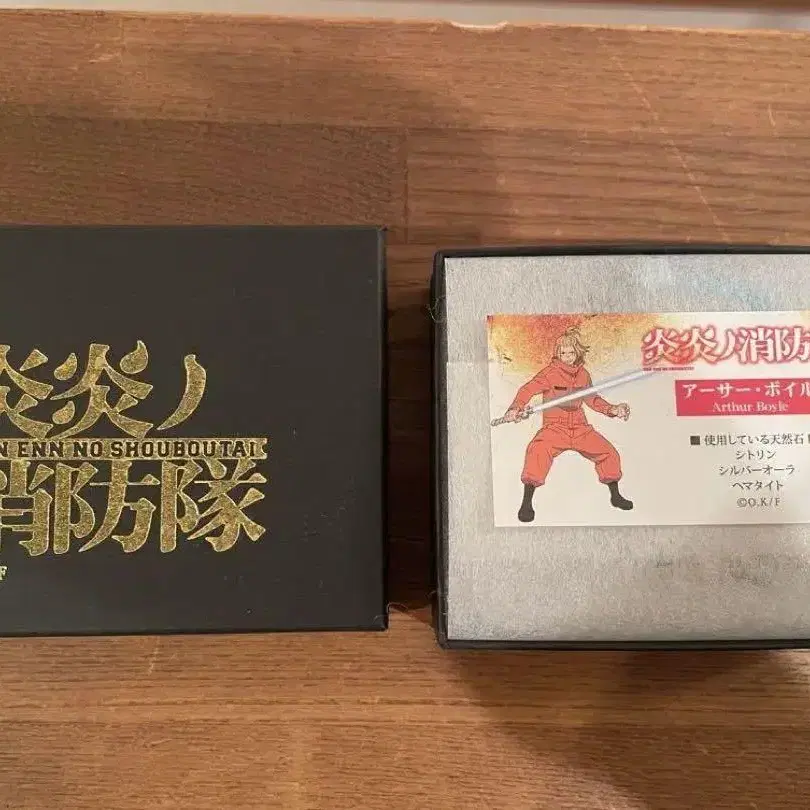 炎炎ノ
N ENN NO SHOUBOUTAI
消防隊
F
炎炎ノ消防
アーサー・ボイル
Arthur Boyle
■ 使用している天然石
シトリン
シルバーオーラ
ヘマタイト
©O.K/F